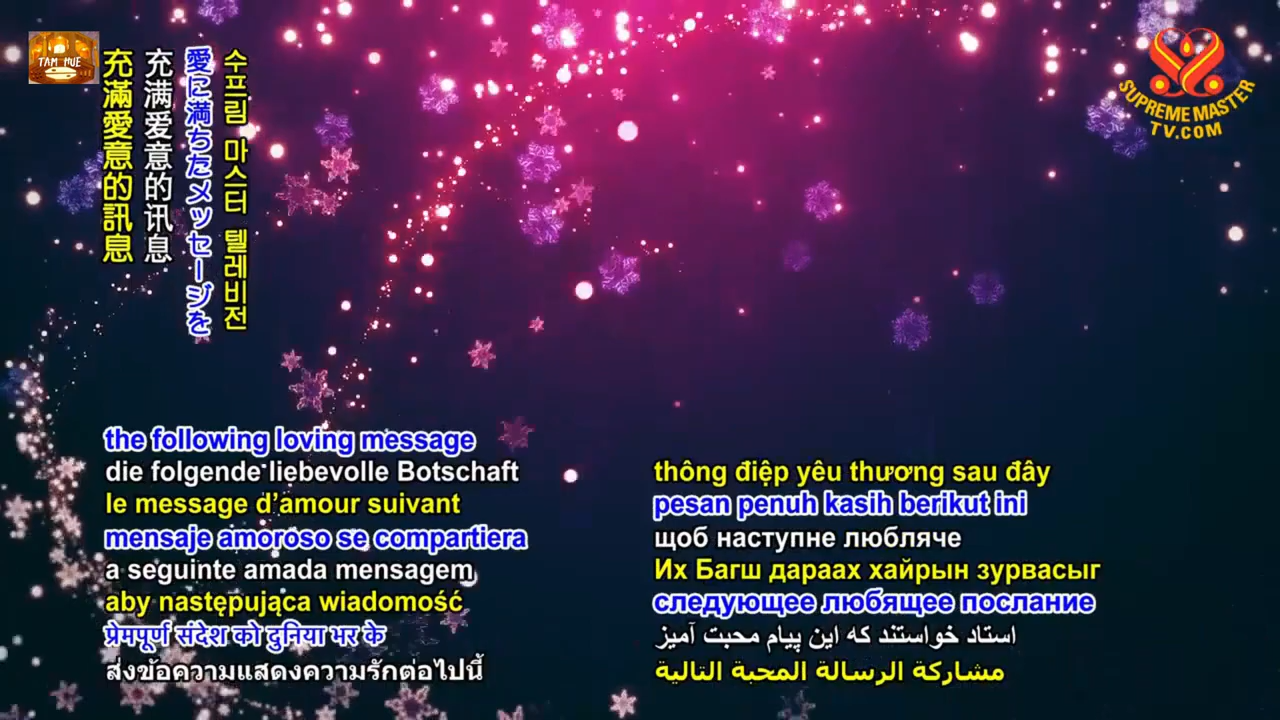 TAM HUE
SUPREME MASTER
TV.COM
充滿愛意的訊息
充满爱意的讯息
愛に満ちたメッセージを
수프림 마스터 텔레비전
the following loving message
die folgende liebevolle Botschaft
le message d’amour suivant
mensaje amoroso se compartiera
a seguinte amada mensagem
aby następująca wiadomość
प्रेमपूर्ण संदेश को दुनिया भर के
ส่งข้อความแสดงความรักต่อไปนี้
thông điệp yêu thương sau đây
pesan penuh kasih berikut ini
щоб наступне любляче
Их Багш дараах хайрын зурвасыг
следующее любящее послание
استاد خواستند که این پیام محبت آمیز
مشاركة الرسالة المحبة التالية